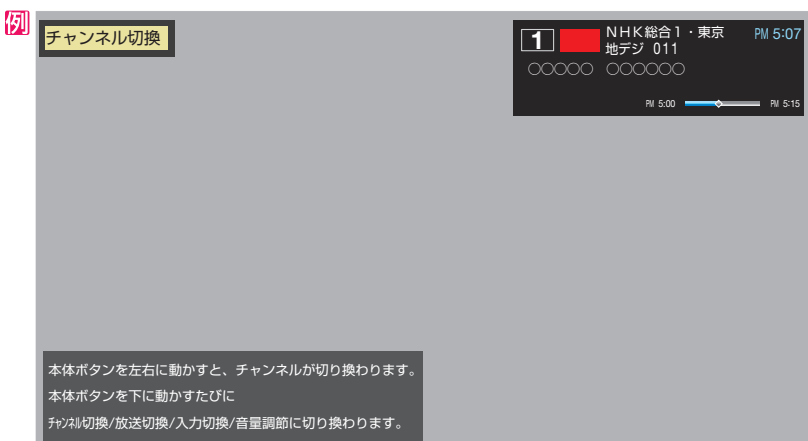 例
チャンネル切換
1 NHK総合1・東京 PM 5:07
地デジ 011
○○○○○ ○○○○○○
PM 5:00 PM 5:15
本体ボタンを左右に動かすと、チャンネルが切り換わります。
本体ボタンを下に動かすたびに
ﾁｬﾝﾈﾙ切換/放送切換/入力切換/音量調節に切り換わります。